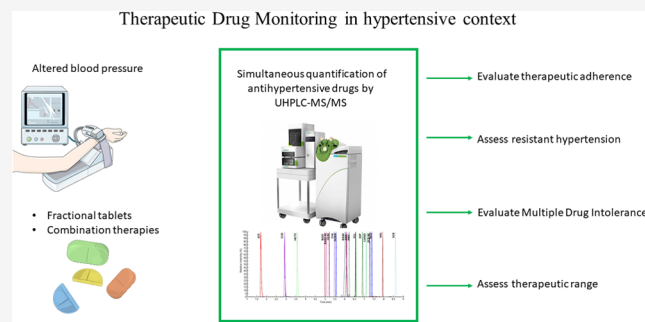 Therapeutic Drug Monitoring in hypertensive context
Altered blood pressure
• Fractional tablets
• Combination therapies
Simultaneous quantification of
antihypertensive drugs by
UHPLC-MS/MS
Evaluate therapeutic adherence
Assess resistant hypertension
Evaluate Multiple Drug Intolerance
Assess therapeutic range